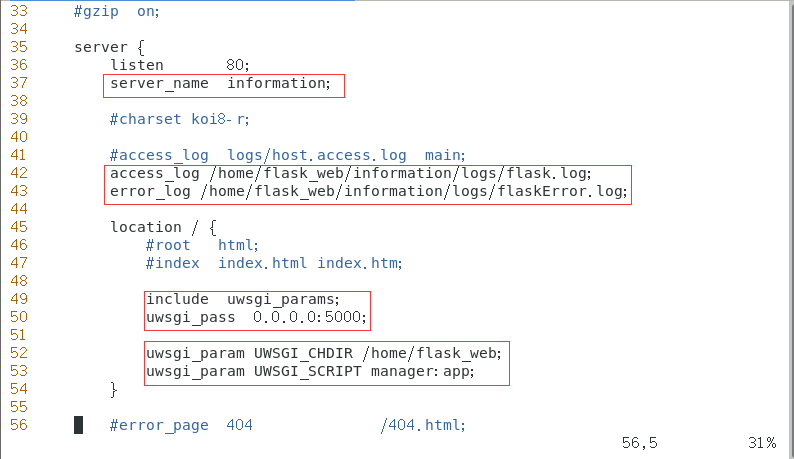 33     #gzip  on;
34
35     server {
36         listen       80;
37         server_name  information;
38
39         #charset koi8-r;
40
41         #access_log  logs/host.access.log  main;
42         access_log /home/flask_web/information/logs/flask.log;
43         error_log /home/flask_web/information/logs/flaskError.log;
44
45         location / {
46             #root   html;
47             #index  index.html index.htm;
48
49             include  uwsgi_params;
50             uwsgi_pass  0.0.0.0:5000;
51
52             uwsgi_param UWSGI_CHDIR /home/flask_web;
53             uwsgi_param UWSGI_SCRIPT manager:app;
54         }
55
56         #error_page  404              /404.html;
56,5          31%